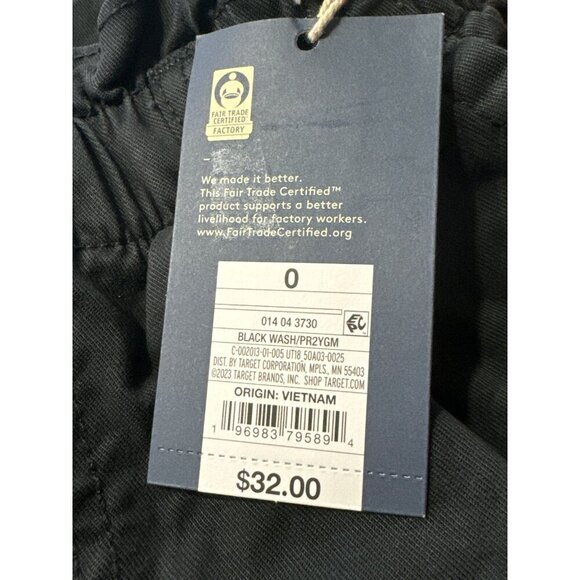 FAIR TRADE
CERTIFIED
FACTORY
We made it better.
This Fair Trade Certified™
product supports a better
livelihood for factory workers.
www.FairTradeCertified.org
0
014 04 3730
BLACK WASH/PR2YGM
C-002013-01-005 UT18 50A03-0025
DIST. BY TARGET CORPORATION, MPLS., MN 55403
©2023 TARGET BRANDS, INC. SHOP TARGET.COM
ORIGIN: VIETNAM
1 96983 79589 4
$32.00